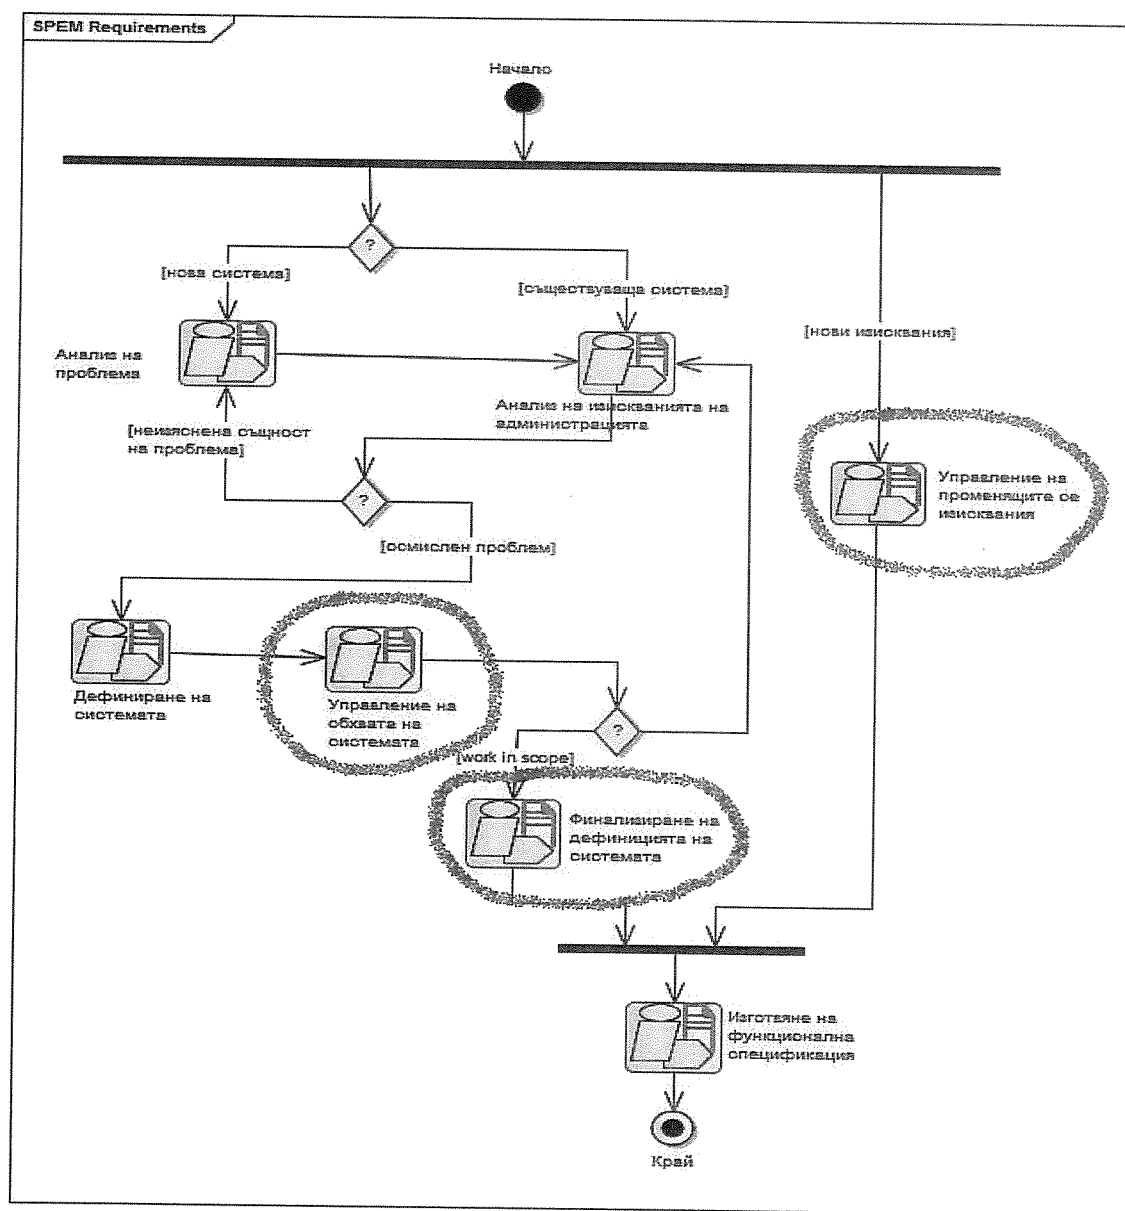 SPEM Requirements
Начало
?
[нова система]
[съществуваща система]
[нови изисквания]
Анализ на
проблема
Анализ на изискванията на
администрацията
[неизяснена същност
на проблема]
Управление на
променящите се
изисквания
?
[осмислен проблем]
Дефиниране на
системата
Управление на
обхвата на
системата
?
[work in scope]
Финализиране на
дефиницията на
системата
Изготвяне на
функционална
спецификация
Край